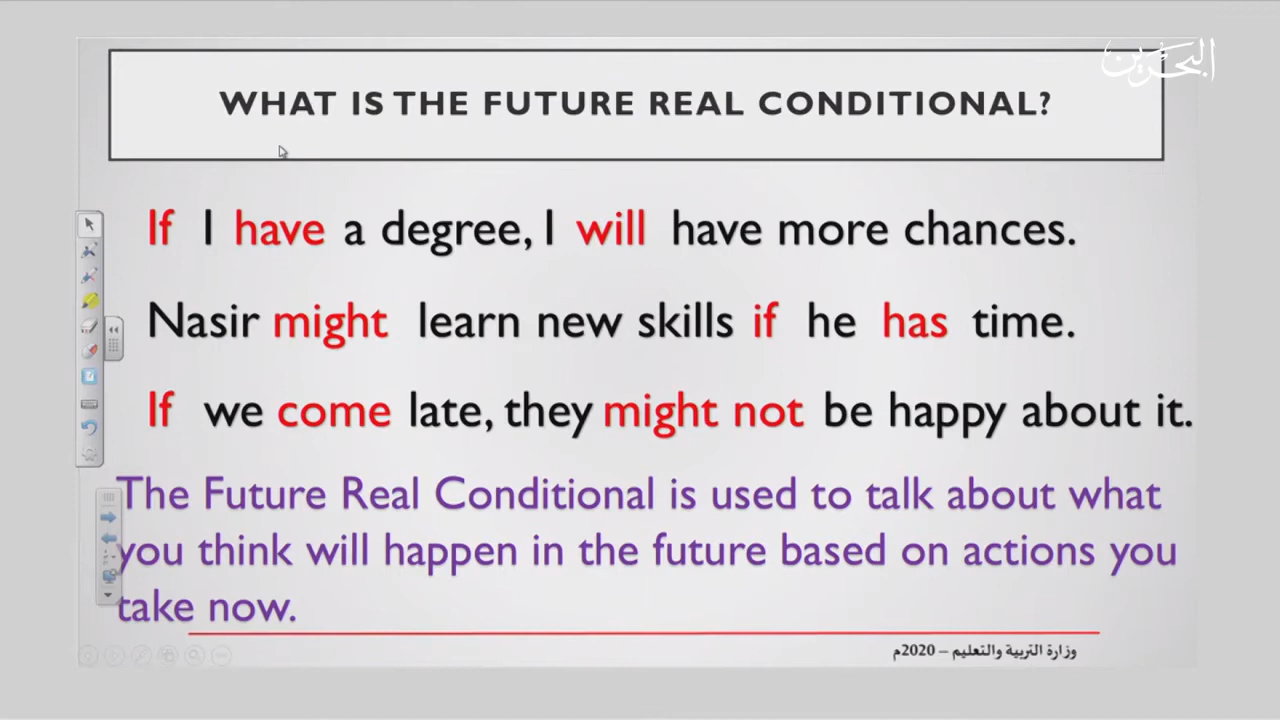 البحرين
WHAT IS THE FUTURE REAL CONDITIONAL?
If I have a degree, I will have more chances.
Nasir might learn new skills if he has time.
If we come late, they might not be happy about it.
The Future Real Conditional is used to talk about what
you think will happen in the future based on actions you
take now.
وزارة التربية والتعليم – 2020م